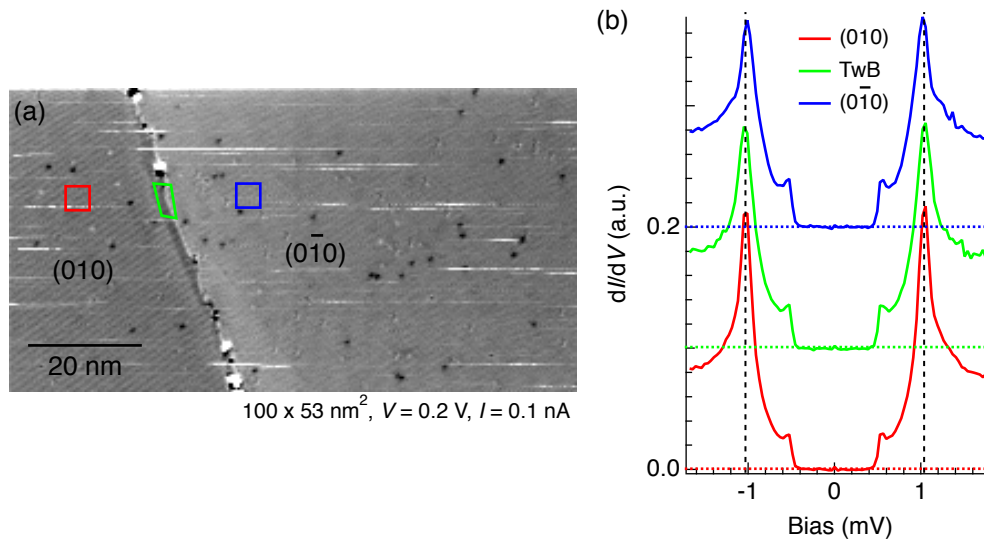 (a)
(010)
(01̄0)
20 nm
100 x 53 nm², V = 0.2 V, I = 0.1 nA
(b)
(010)
TwB
(01̄0)
dI/dV (a.u.)
0.2
0.0
-1
0
1
Bias (mV)